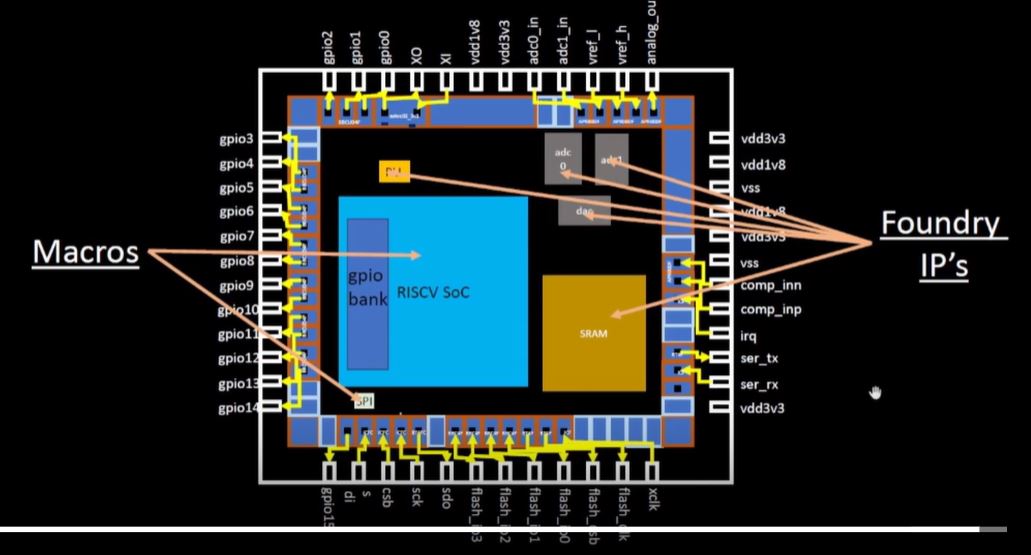 gpio2
gpio1
gpio0
XO
XI
vdd1v8
vdd3v3
adc0_in
adc1_in
vref_l
vref_h
analog_ou
gpio3
gpio4
gpio5
gpio6
gpio7
gpio8
gpio9
gpio10
gpio11
gpio12
gpio13
gpio14
Macros
adc
0
gpio
bank
RISCV SoC
SRAM
SPI
vdd3v3
vdd1v8
vss
vdd1v8
vdd3v3
vss
comp_inn
comp_inp
irq
ser_tx
ser_rx
vdd3v3
Foundry
IP's
gpio15
di
s
csb
sck
sdo
flash_io3
flash_io2
flash_io1
flash_io0
flash_csb
flash_clk
xclk